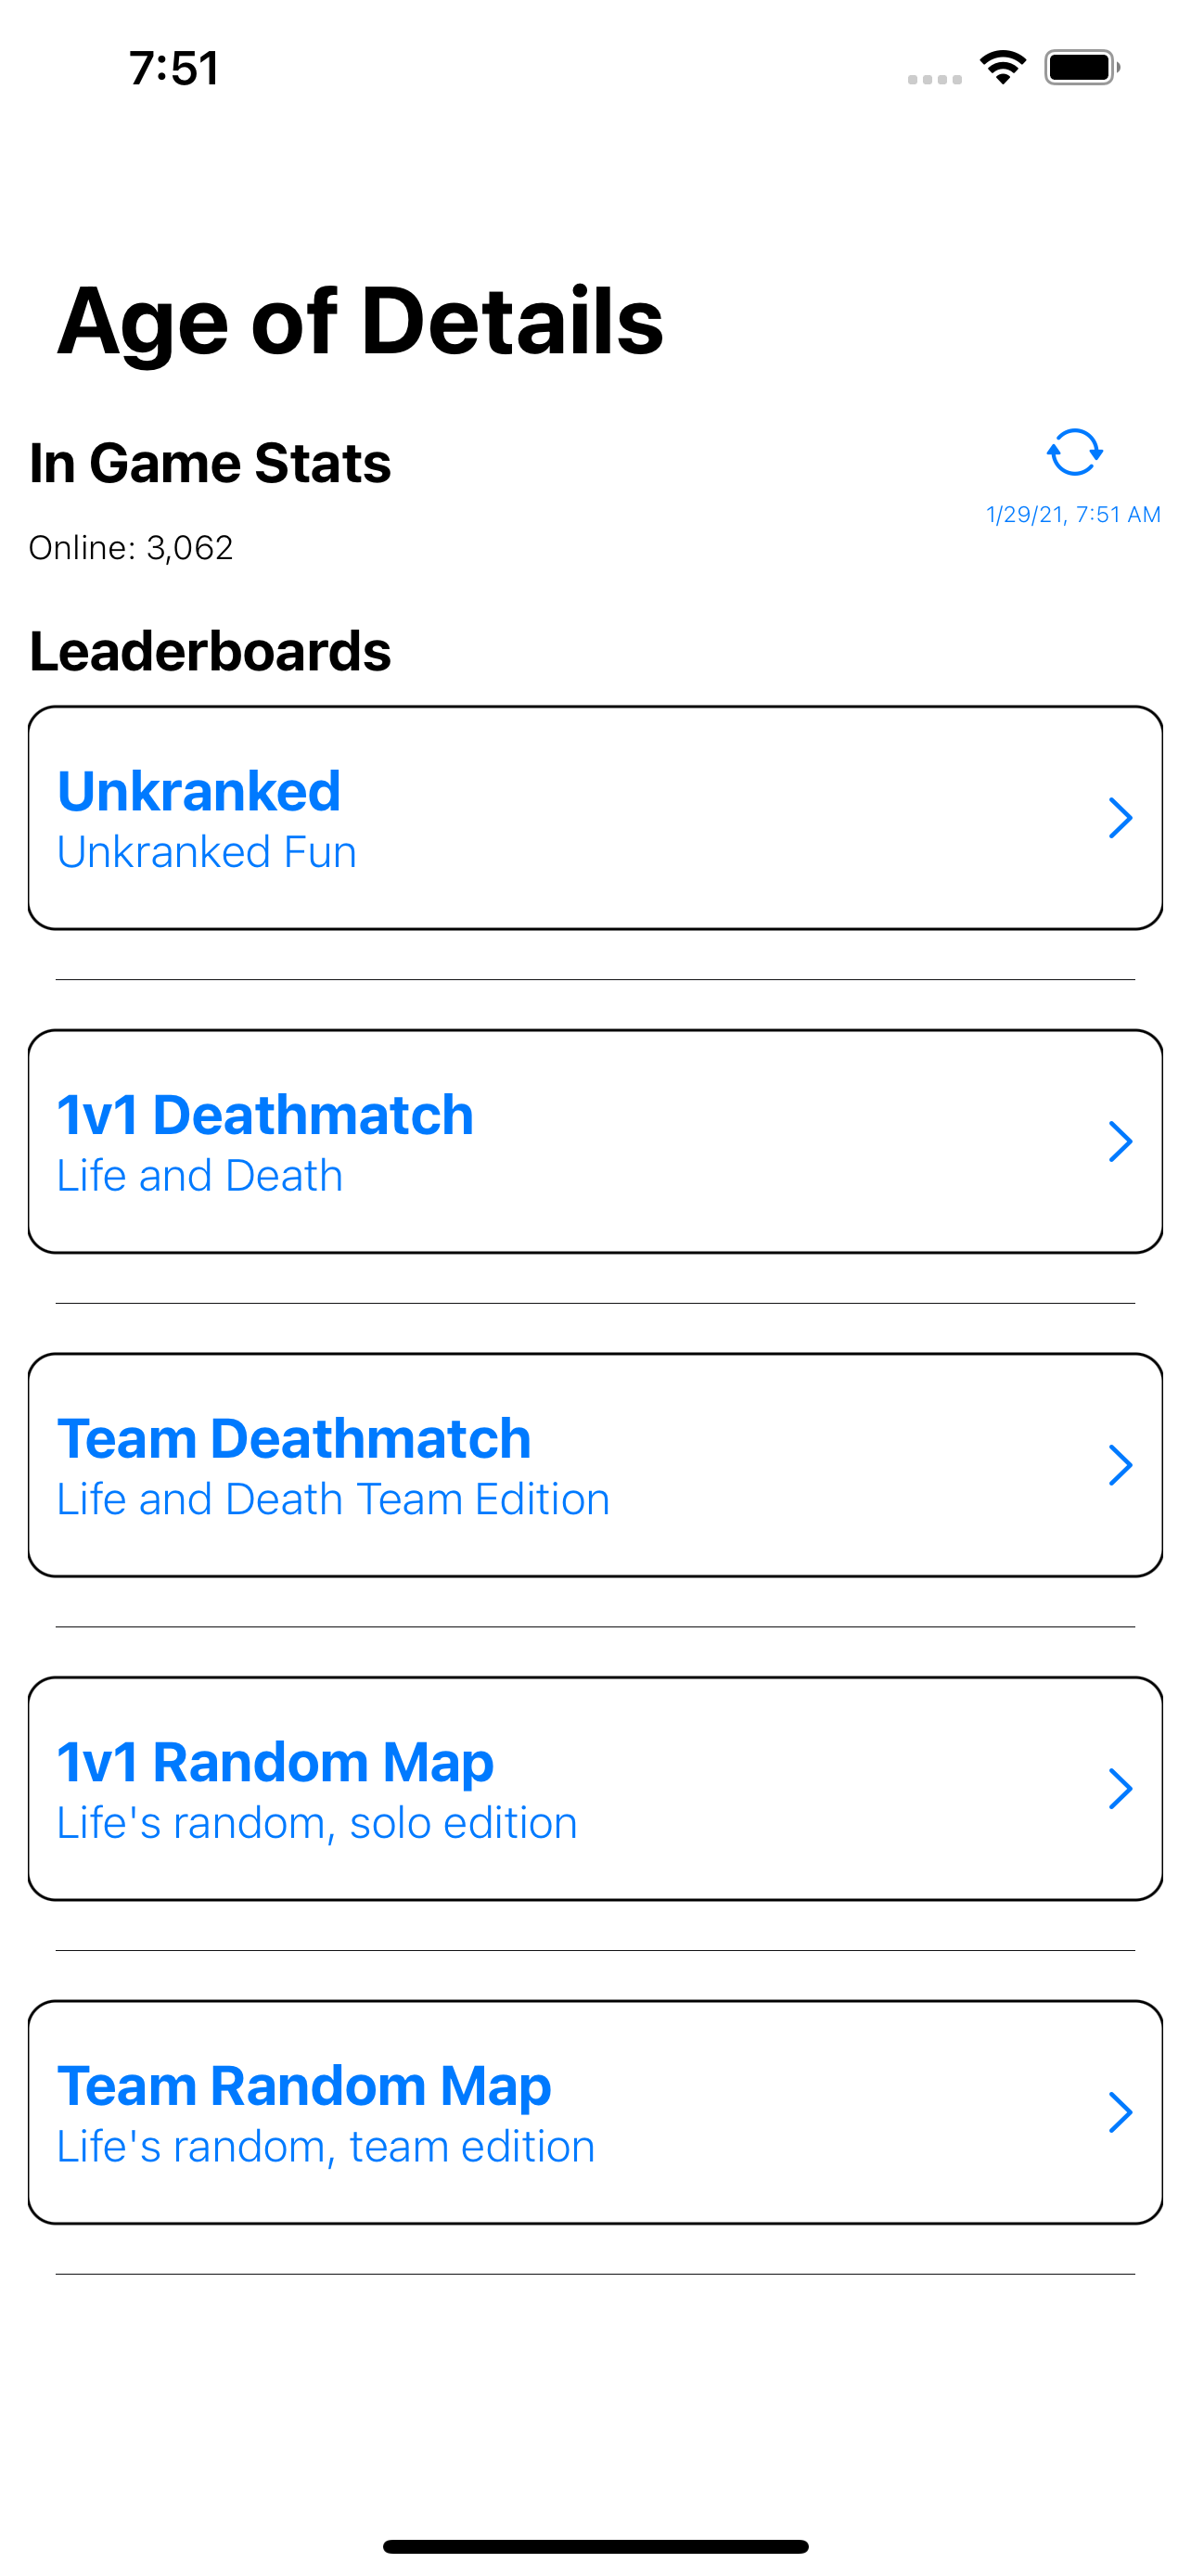 7:51
Age of Details
In Game Stats
1/29/21, 7:51 AM
Online: 3,062
Leaderboards
Unkranked
Unkranked Fun
1v1 Deathmatch
Life and Death
Team Deathmatch
Life and Death Team Edition
1v1 Random Map
Life's random, solo edition
Team Random Map
Life's random, team edition